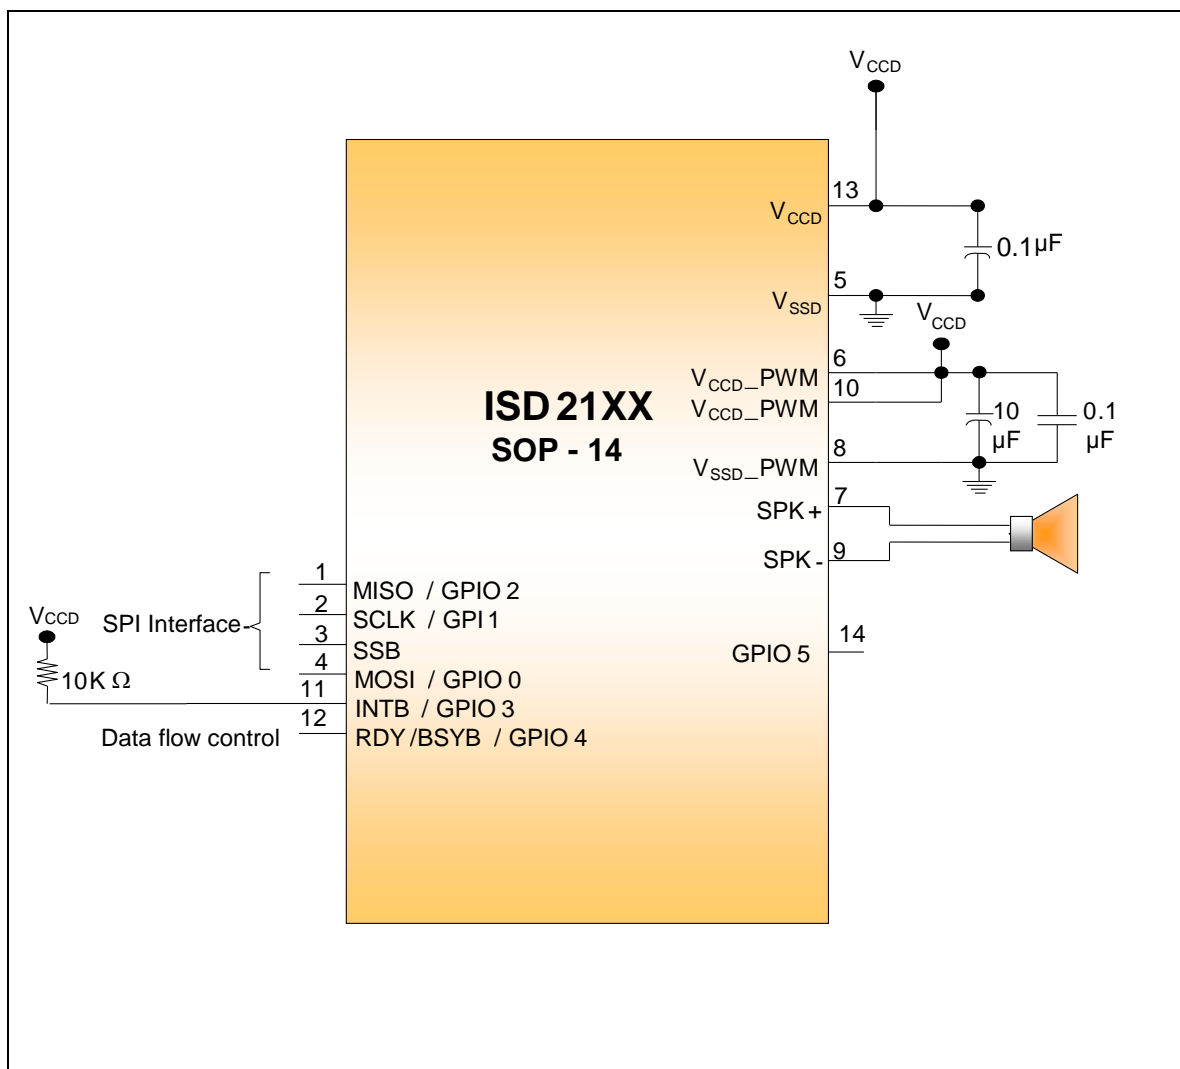 VCCD
13
VCCD
0.1µF
5
VSSD
VCCD
6
VCCD_PWM
10
VCCD_PWM
10
µF
0.1
µF
ISD 21XX
SOP - 14
8
VSSD_PWM
7
SPK +
9
SPK -
1
MISO / GPIO 2
2
SCLK / GPI 1
VCCD
SPI Interface
3
SSB
14
GPIO 5
4
MOSI / GPIO 0
10K Ω
11
INTB / GPIO 3
12
Data flow control
RDY /BSYB / GPIO 4